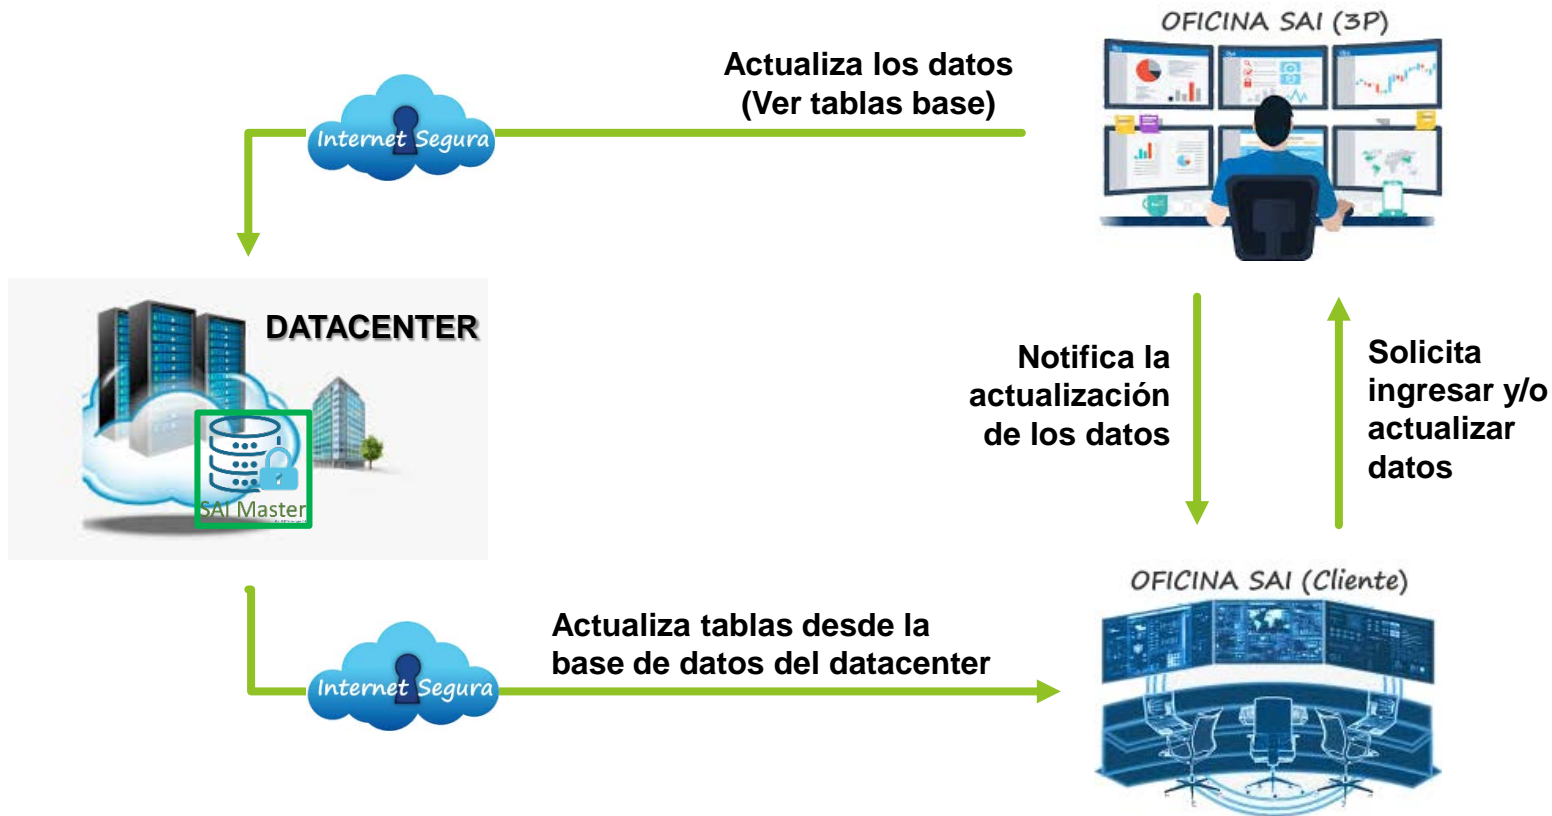 OFICINA SAI (3P)
Actualiza los datos
(Ver tablas base)
Internet Segura
DATACENTER
SAI Master
Notifica la
actualización
de los datos
Solicita
ingresar y/o
actualizar
datos
OFICINA SAI (Cliente)
Actualiza tablas desde la
base de datos del datacenter
Internet Segura